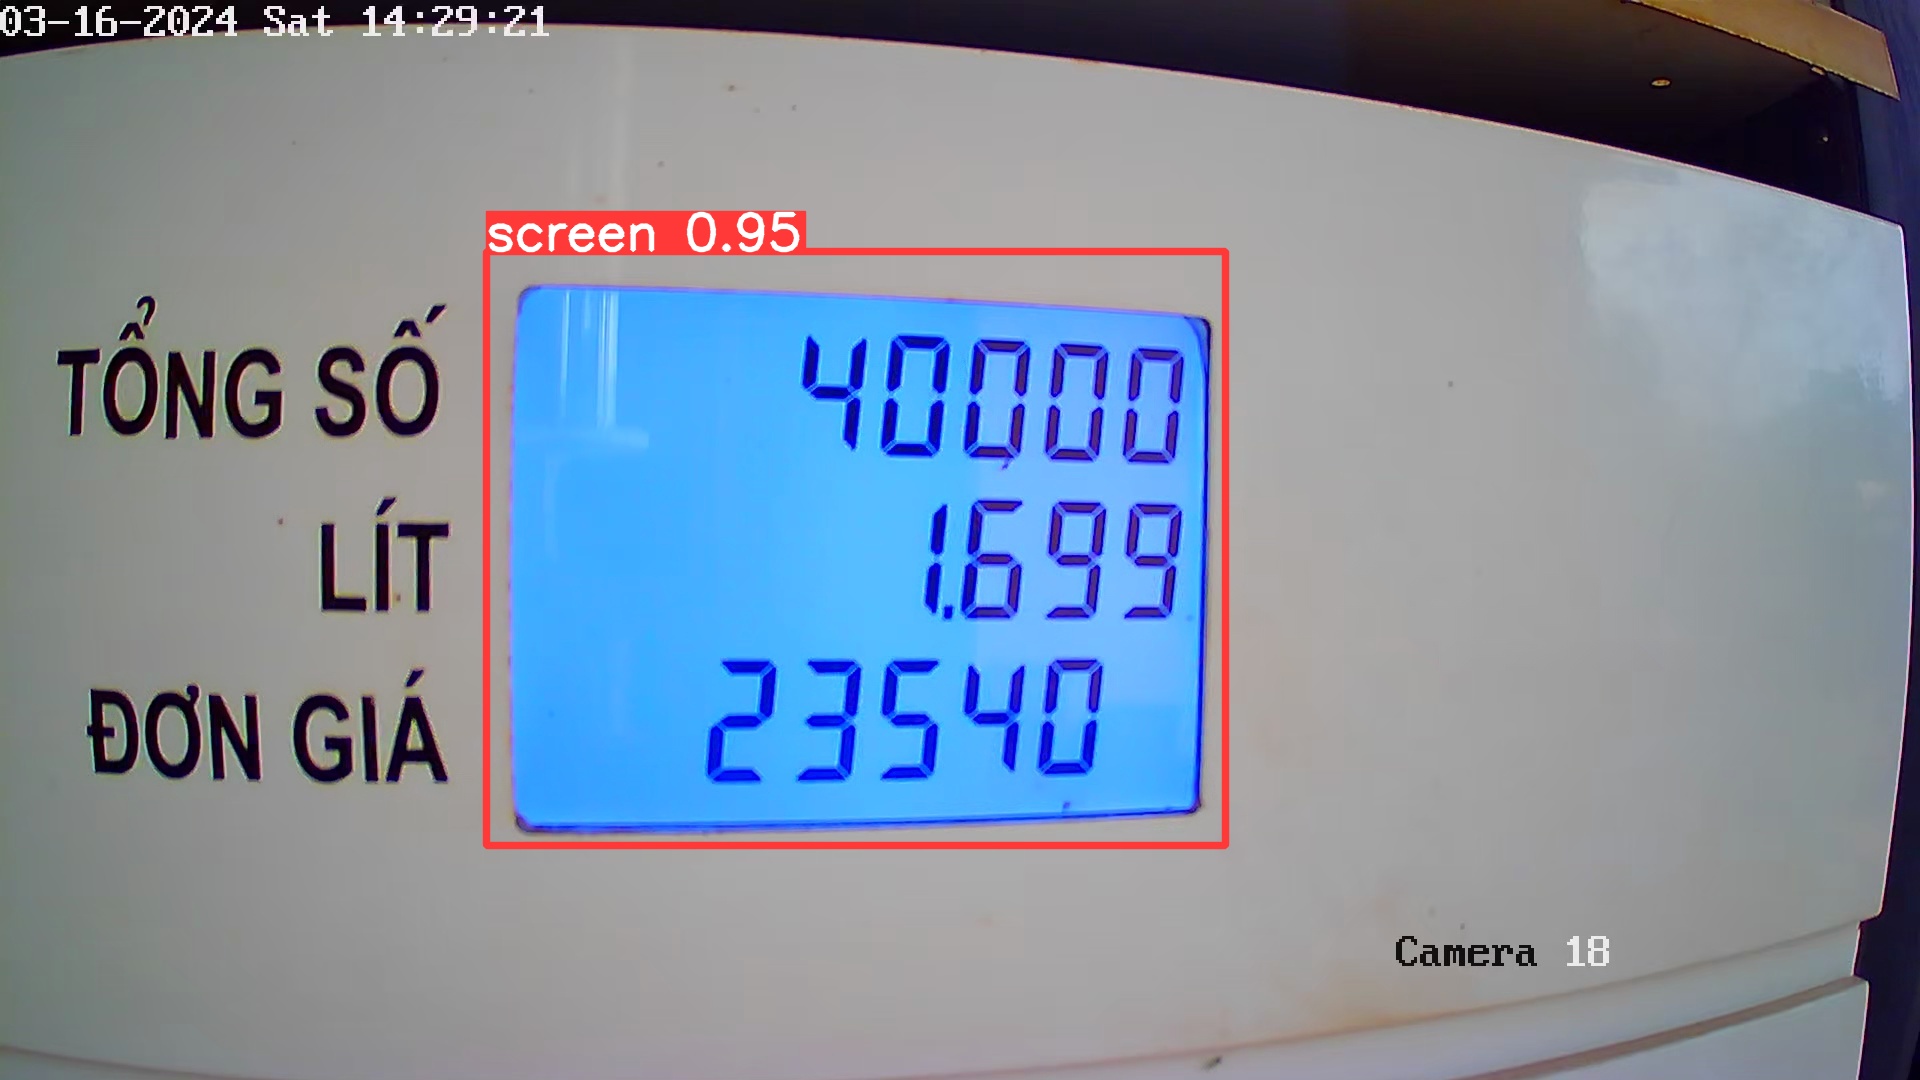 03-16-2024 Sat 14:29:21
screen 0.95
TỔNG SỐ 40000
LÍT 1.699
ĐƠN GIÁ 23540
Camera 18